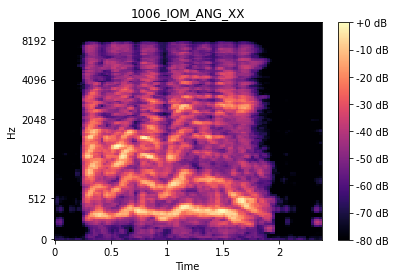 1006_IOM_ANG_XX
+0 dB
8192
-10 dB
4096
-20 dB
-30 dB
2048
Hz
-40 dB
1024
-50 dB
512
-60 dB
-70 dB
0
-80 dB
0 0.5 1 1.5 2
Time